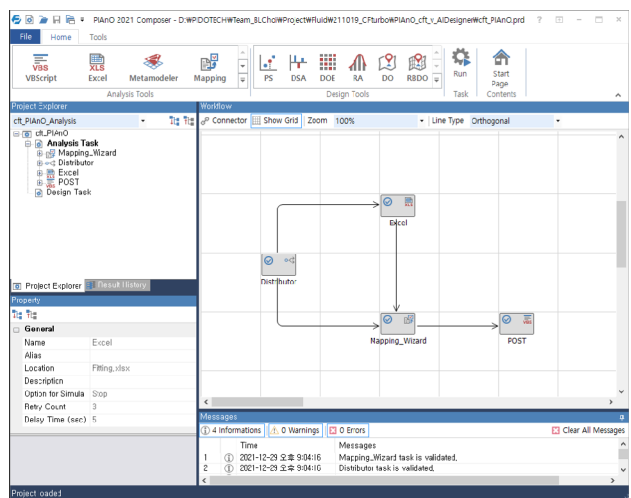 PIAnO 2021 Composer - D:₩PIDOTECH₩Team_BLChoi₩Project₩Fluid₩211019_CFturbo₩PIAnO_cft_v_AIDesigner₩cft_PIAnO.prd
File Home Tools
VBS XLS
VBScript Excel Metamodeler Mapping PS DSA DOE RA DO RBDO Run Start Page
Analysis Tools Design Tools Task Contents
Project Explorer Workflow
cft_PIAnO_Analysis Connector Show Grid Zoom 100% Line Type Orthogonal
cft_PIAnO
Analysis Task
Mapping_Wizard
Distributor
Excel
POST
Design Task
Excel
Distributor
Mapping_Wizard POST
Project Explorer Result History
Property
General
Name Excel
Alias
Location Fitting.xlsx
Description
Option for Simula Stop
Retry Count 3
Delay Time (sec) 5
Messages
4 Informations 0 Warnings 0 Errors Clear All Messages
Time Messages
1 2021-12-29 오후 9:04:16 Mapping_Wizard task is validated.
2 2021-12-29 오후 9:04:16 Distributor task is validated.
Project loaded